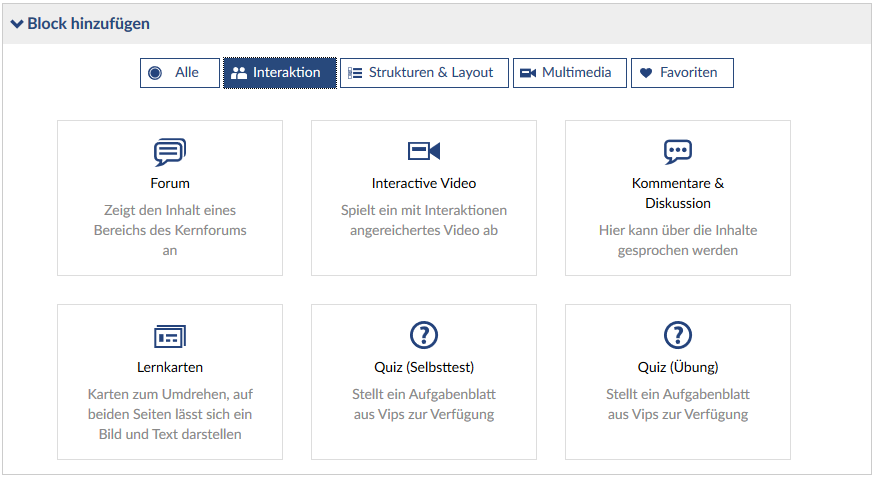 Block hinzufügen
Alle
Interaktion
Strukturen & Layout
Multimedia
Favoriten
Forum
Zeigt den Inhalt eines
Bereichs des Kernforums
an
Interactive Video
Spielt ein mit Interaktionen
angereichertes Video ab
Kommentare &
Diskussion
Hier kann über die Inhalte
gesprochen werden
Lernkarten
Karten zum Umdrehen, auf
beiden Seiten lässt sich ein
Bild und Text darstellen
Quiz (Selbsttest)
Stellt ein Aufgabenblatt
aus Vips zur Verfügung
Quiz (Übung)
Stellt ein Aufgabenblatt
aus Vips zur Verfügung